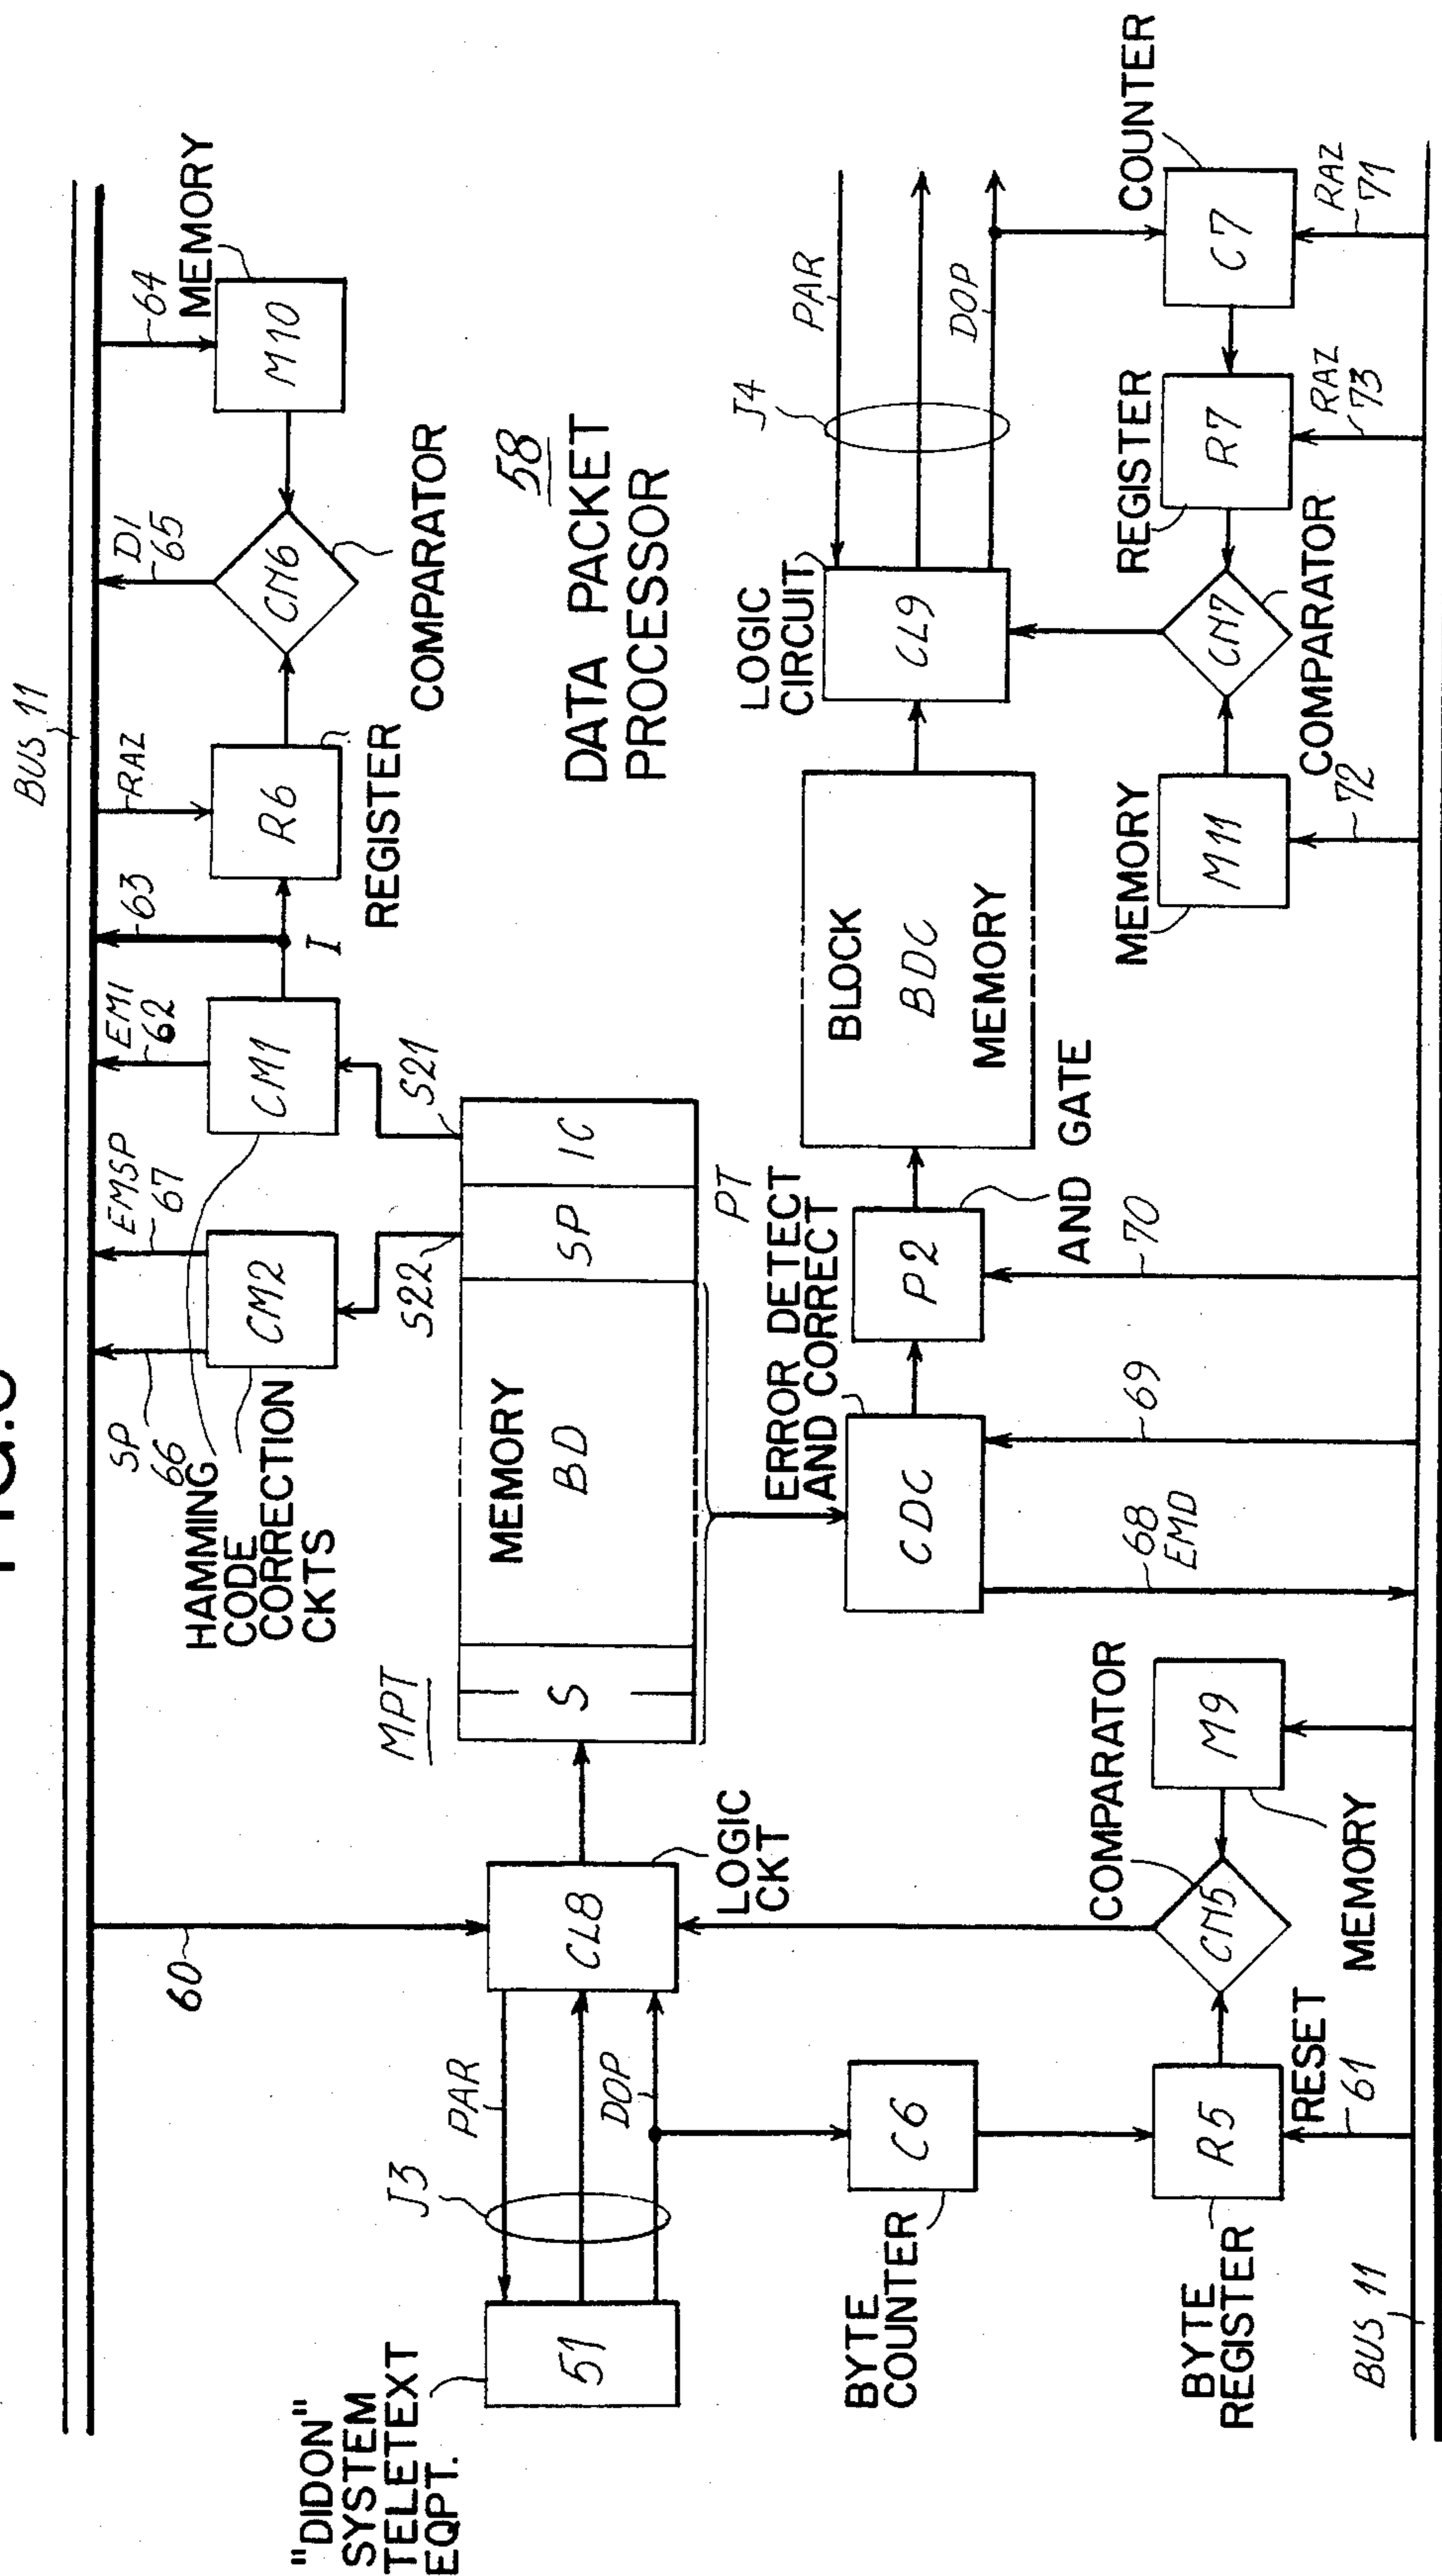 BUS 11
60
SP
66
EMSP
67
EM1
62
63
RAZ
D1
65
64
MEMORY
CM2
CM1
I
R6
CM6
M10
HAMMING
CODE
CORRECTION
CKTS
REGISTER
COMPARATOR
S22
S21
58
DATA PACKET
PROCESSOR
MPT
S
MEMORY
BD
SP
IC
PT
"DIDON"
SYSTEM
TELETEXT
EQPT.
51
J3
PAR
DOP
CL8
LOGIC
CKT
ERROR DETECT
AND CORRECT
CDC
P2
AND GATE
BLOCK
BDC
MEMORY
LOGIC
CIRCUIT
CL9
J4
PAR
DOP
BYTE
COUNTER
C6
BYTE
REGISTER
R5
RESET
61
CM5
COMPARATOR
M9
MEMORY
68
EMD
69
70
MEMORY
M11
72
CM7
COMPARATOR
REGISTER
R7
RAZ
73
COUNTER
C7
RAZ
71
BUS 11